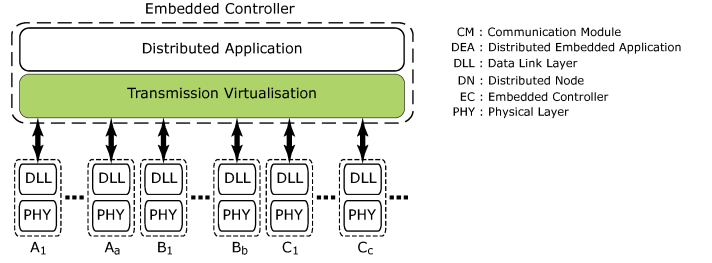 Embedded Controller
Distributed Application
Transmission Virtualisation
CM : Communication Module
DEA : Distributed Embedded Application
DLL : Data Link Layer
DN : Distributed Node
EC : Embedded Controller
PHY : Physical Layer
DLL DLL DLL DLL DLL DLL
PHY PHY PHY PHY PHY PHY
A1 Aa B1 Bb C1 Cc